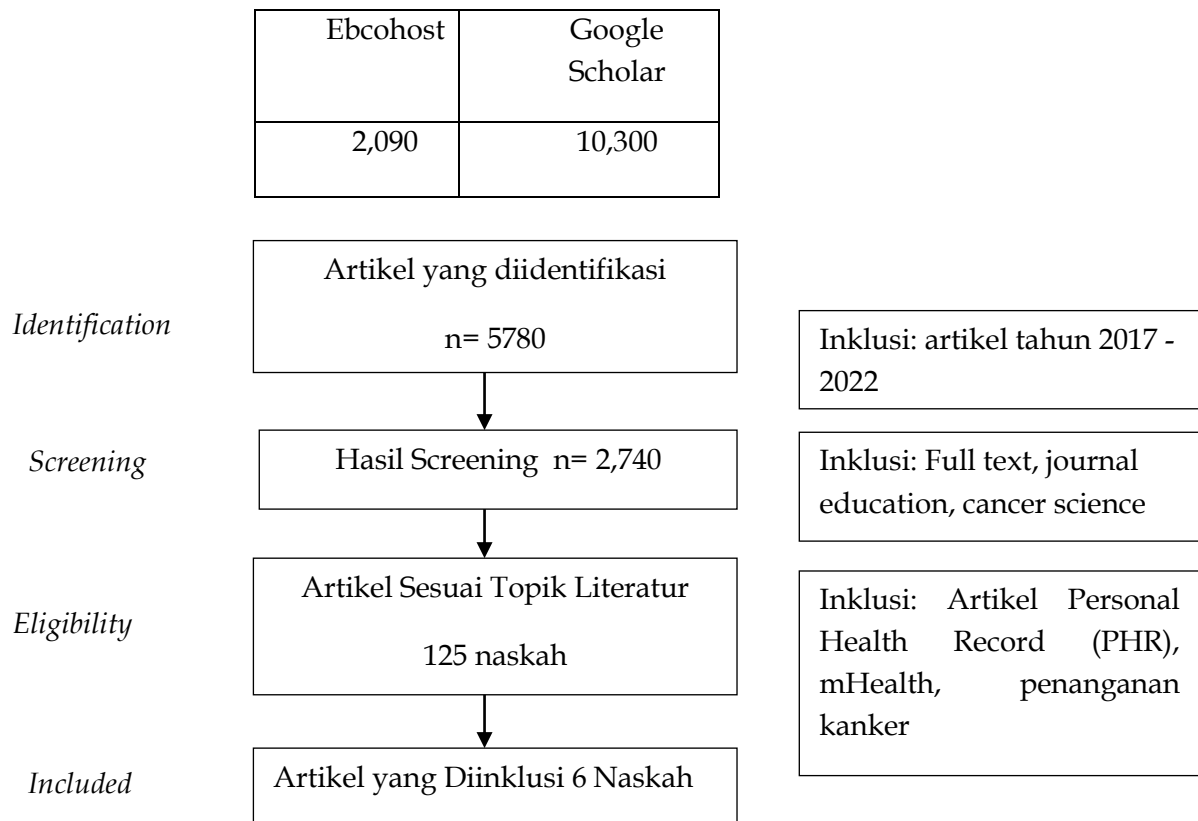 Ebcohost
Google
Scholar
2,090
10,300
Artikel yang diidentifikasi
n= 5780
Identification
Inklusi: artikel tahun 2017 -
2022
Screening
Hasil Screening n= 2,740
Inklusi: Full text, journal
education, cancer science
Artikel Sesuai Topik Literatur
125 naskah
Eligibility
Inklusi: Artikel Personal
Health Record (PHR),
mHealth, penanganan
kanker
Included
Artikel yang Diinklusi 6 Naskah